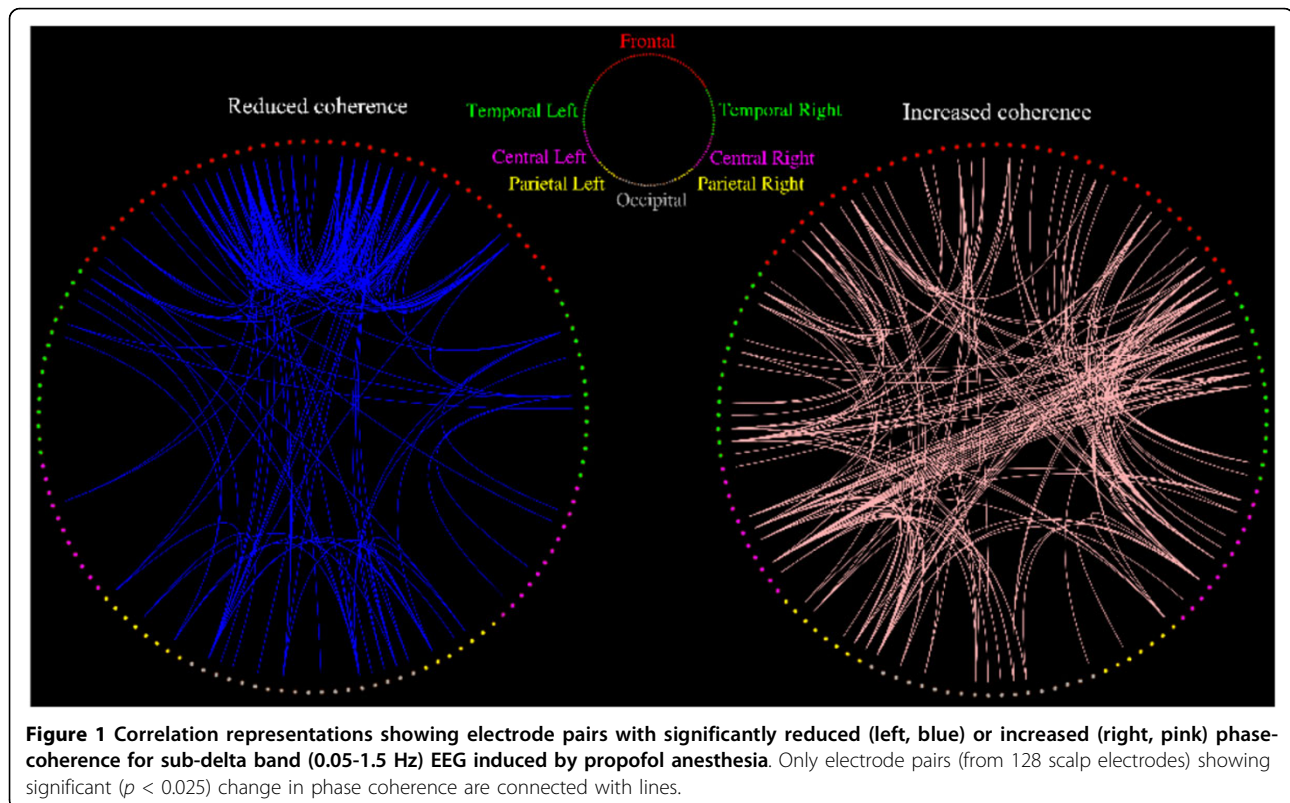 Frontal
Reduced coherence
Temporal Left
Temporal Right
Increased coherence
Central Left
Central Right
Parietal Left
Parietal Right
Occipital
Figure 1 Correlation representations showing electrode pairs with significantly reduced (left, blue) or increased (right, pink) phase-
coherence for sub-delta band (0.05-1.5 Hz) EEG induced by propofol anesthesia. Only electrode pairs (from 128 scalp electrodes) showing
significant (p < 0.025) change in phase coherence are connected with lines.